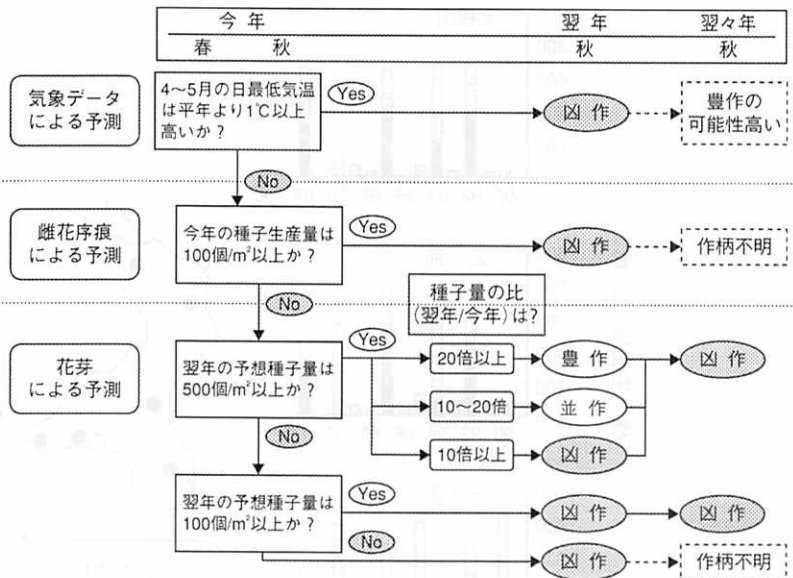 今 年 翌 年 翌々年
春 秋 秋 秋
気象データ
による予測
4～5月の日最低気温
は平年より1℃以上
高いか？
Yes
凶 作
豊作の
可能性高い
No
雌花序痕
による予測
今年の種子生産量は
100個/m²以上か？
Yes
凶 作
作柄不明
No
種子量の比
(翌年/今年)は?
花芽
による予測
翌年の予想種子量は
500個/m²以上か？
Yes
20倍以上
豊 作
凶 作
10～20倍
並 作
10倍以上
凶 作
No
翌年の予想種子量は
100個/m²以上か？
Yes
凶 作
凶 作
No
凶 作
作柄不明